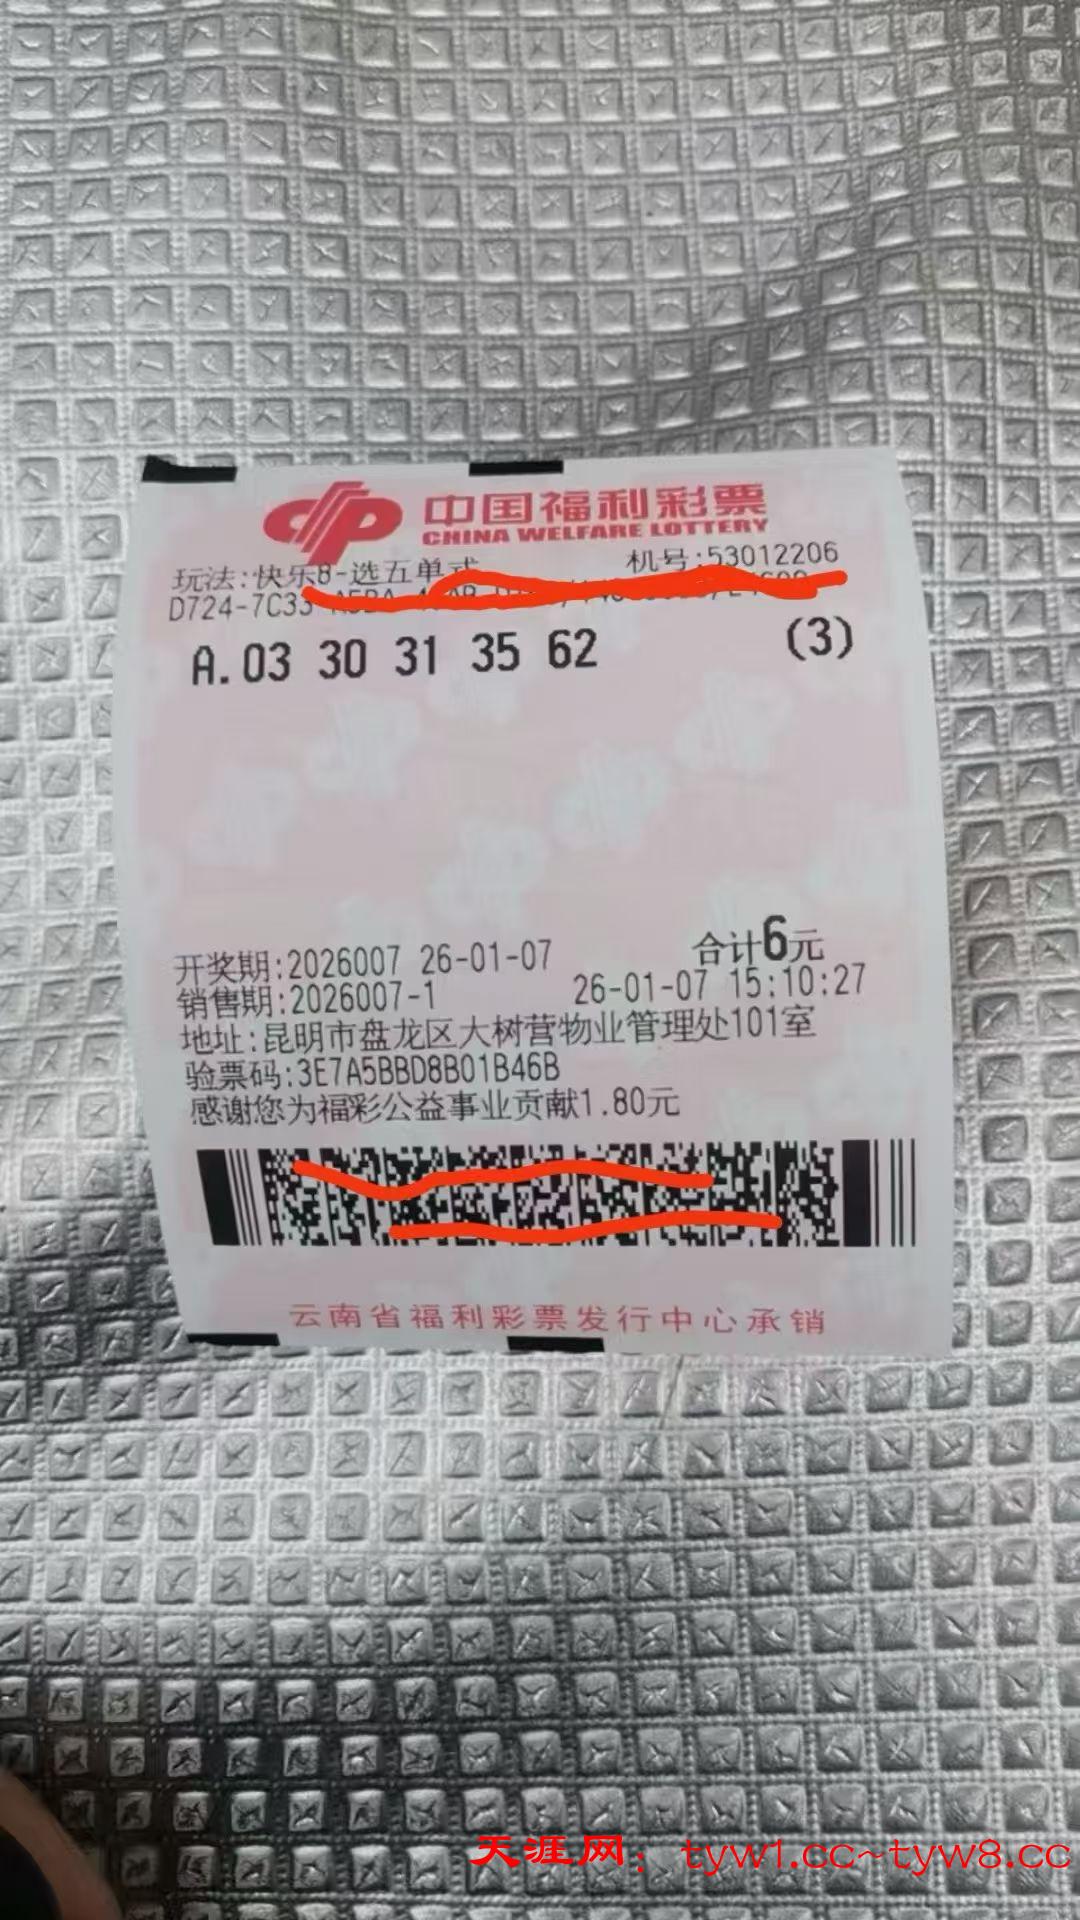 中国福利彩票
CHINA WELFARE LOTTERY
玩法:快乐8-选五单式 机号:53012206
D724-7C33
A.03 30 31 35 62 (3)
开奖期:2026007 26-01-07 合计6元
销售期:2026007-1 26-01-07 15:10:27
地址:昆明市盘龙区大树营物业管理处101室
验票码:3E7A5BBD8B01B46B
感谢您为福彩公益事业贡献1.80元
云南省福利彩票发行中心承销
天涯网：tyw1.cc~tyw8.cc